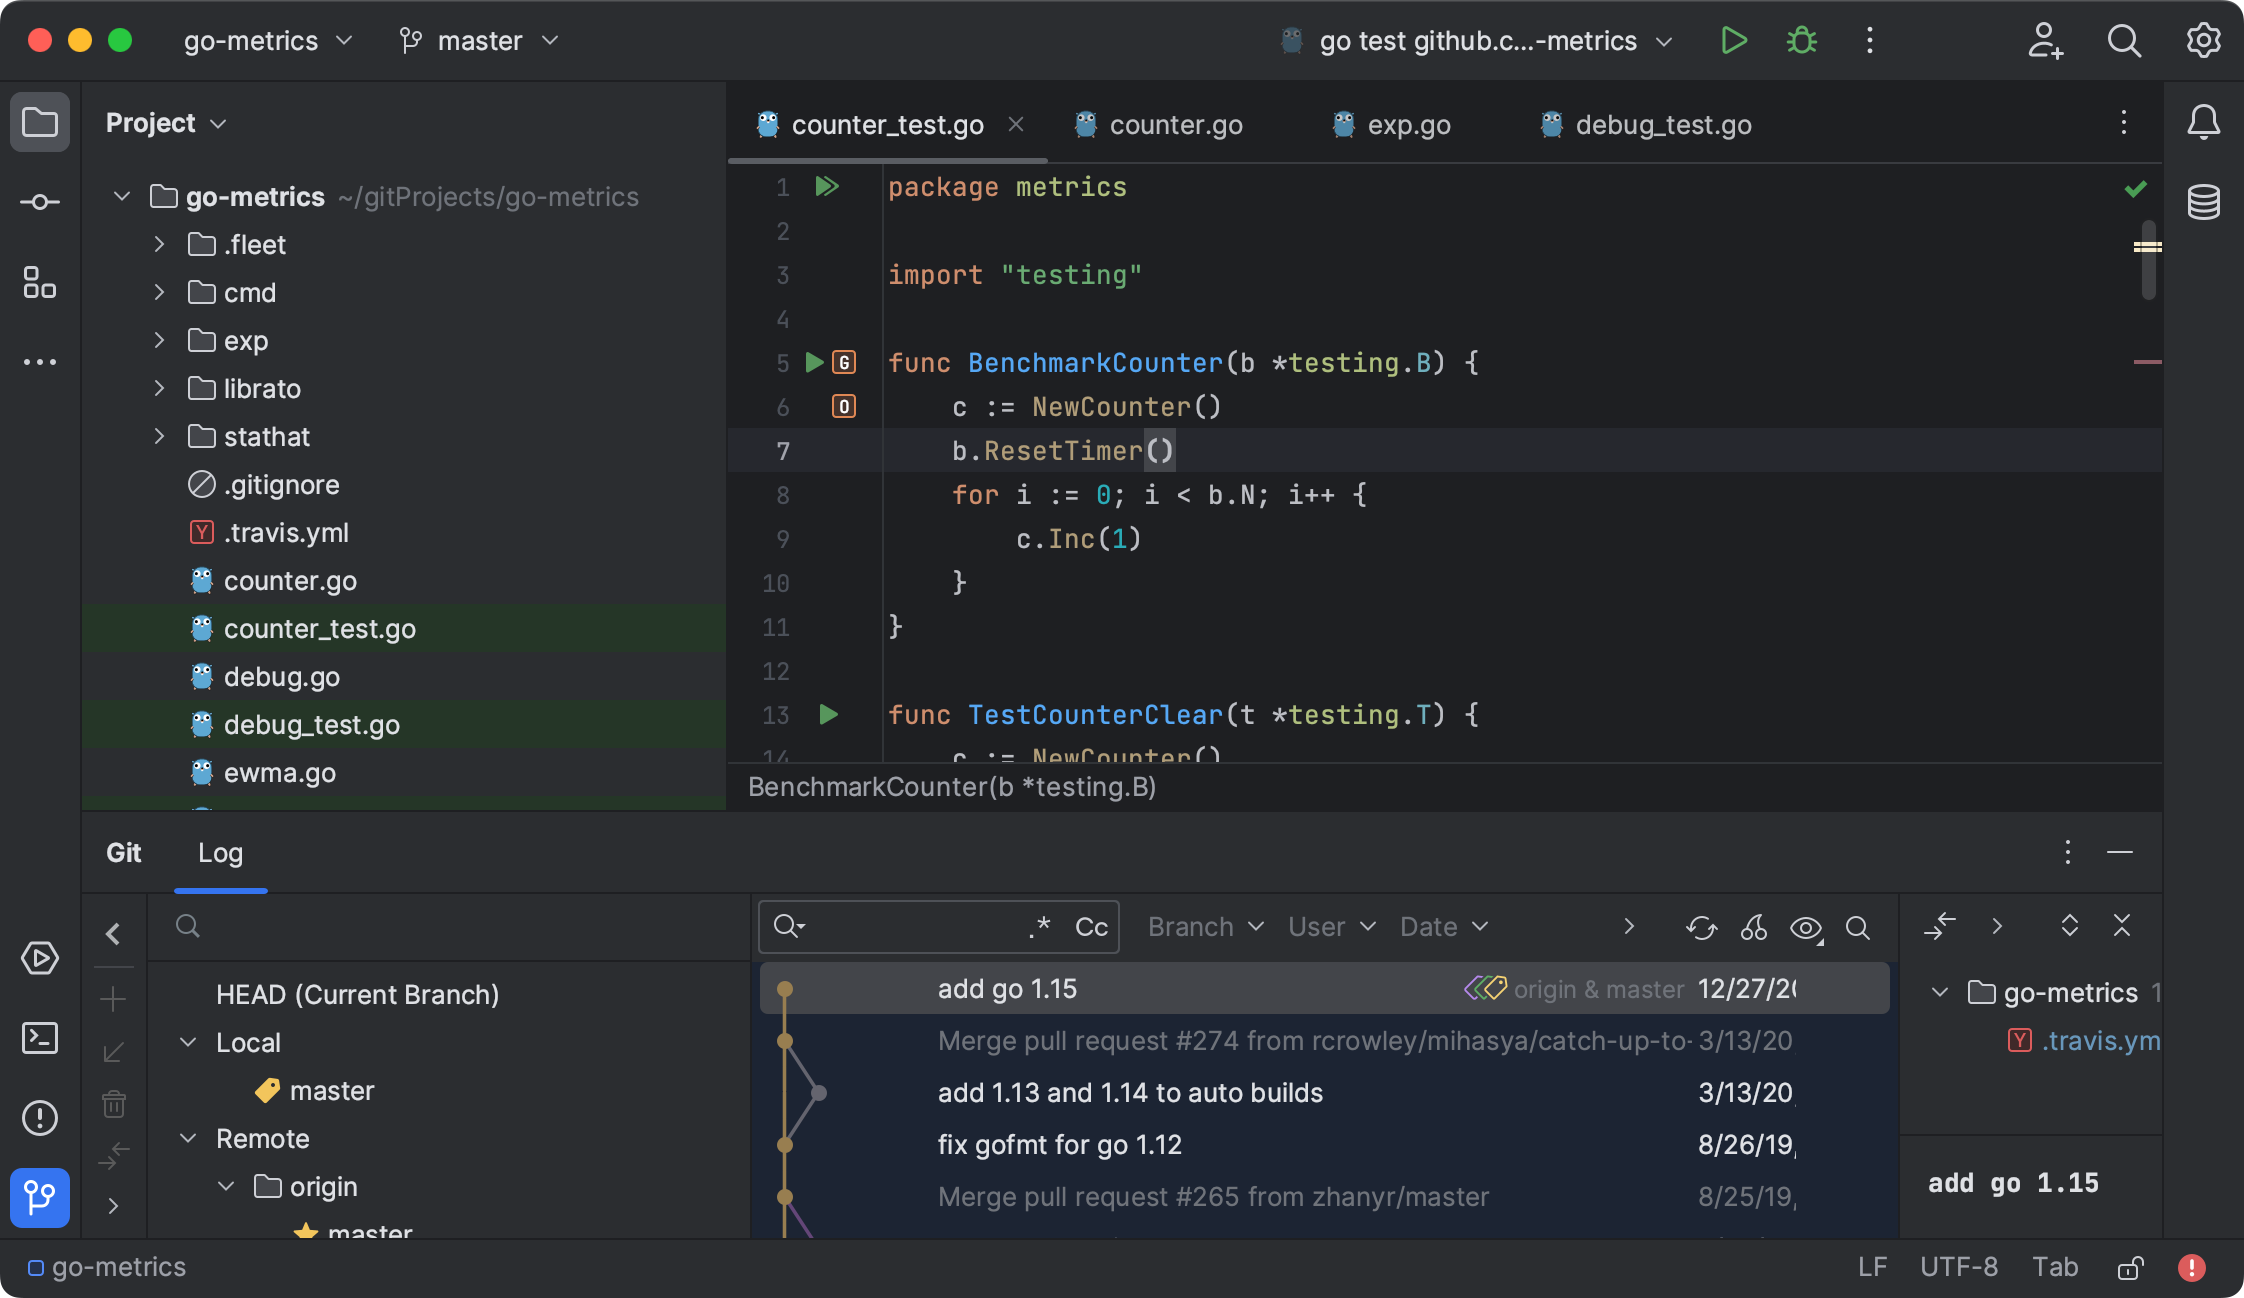 go-metrics
master
go test github.c...-metrics
Project
go-metrics ~/gitProjects/go-metrics
.fleet
cmd
exp
librato
stathat
.gitignore
Y .travis.yml
counter.go
counter_test.go
debug.go
debug_test.go
ewma.go
counter_test.go
counter.go
exp.go
debug_test.go
1 package metrics
2
3 import "testing"
4
5 G func BenchmarkCounter(b *testing.B) {
6 O c := NewCounter()
7 b.ResetTimer()
8 for i := 0; i < b.N; i++ {
9 c.Inc(1)
10 }
11 }
12
13 func TestCounterClear(t *testing.T) {
14 c := NewCounter()
BenchmarkCounter(b *testing.B)
Git
Log
HEAD (Current Branch)
Local
master
Remote
origin
master
.* Cc
Branch
User
Date
add go 1.15 origin & master 12/27/20
Merge pull request #274 from rcrowley/mihasya/catch-up-to- 3/13/20
add 1.13 and 1.14 to auto builds 3/13/20,
fix gofmt for go 1.12 8/26/19,
Merge pull request #265 from zhanyr/master 8/25/19,
go-metrics 1
Y .travis.ym
add go 1.15
go-metrics
LF
UTF-8
Tab